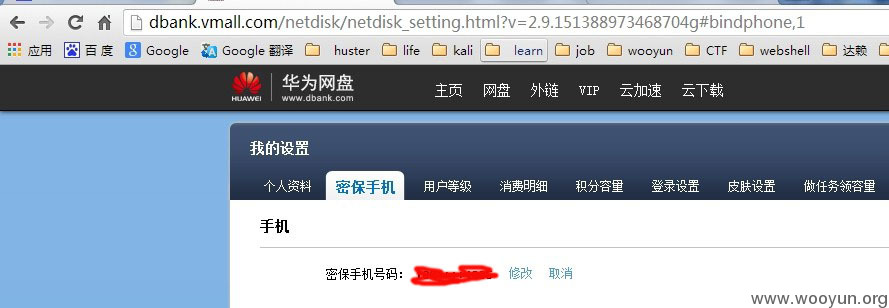 dbank.vmall.com/netdisk/netdisk_setting.html?v=2.9.151388973468704g#bindphone,1
应用 百 度 Google Google 翻译 huster life kali learn job wooyun CTF webshell 达赖
HUAWEI 华为网盘 www.dbank.com 主页 网盘 外链 VIP 云加速 云下载
我的设置
个人资料 密保手机 用户等级 消费明细 积分容量 登录设置 皮肤设置 做任务领容量
手机
密保手机号码： 修改 取消
www.wooyun.org